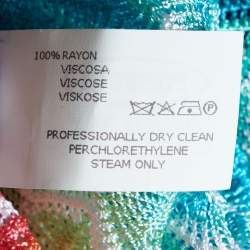 100% RAYON
VISCOSA
VISCOSE
VISKOSE
P
PROFESSIONALLY DRY CLEAN
PERCHLORETHYLENE
STEAM ONLY